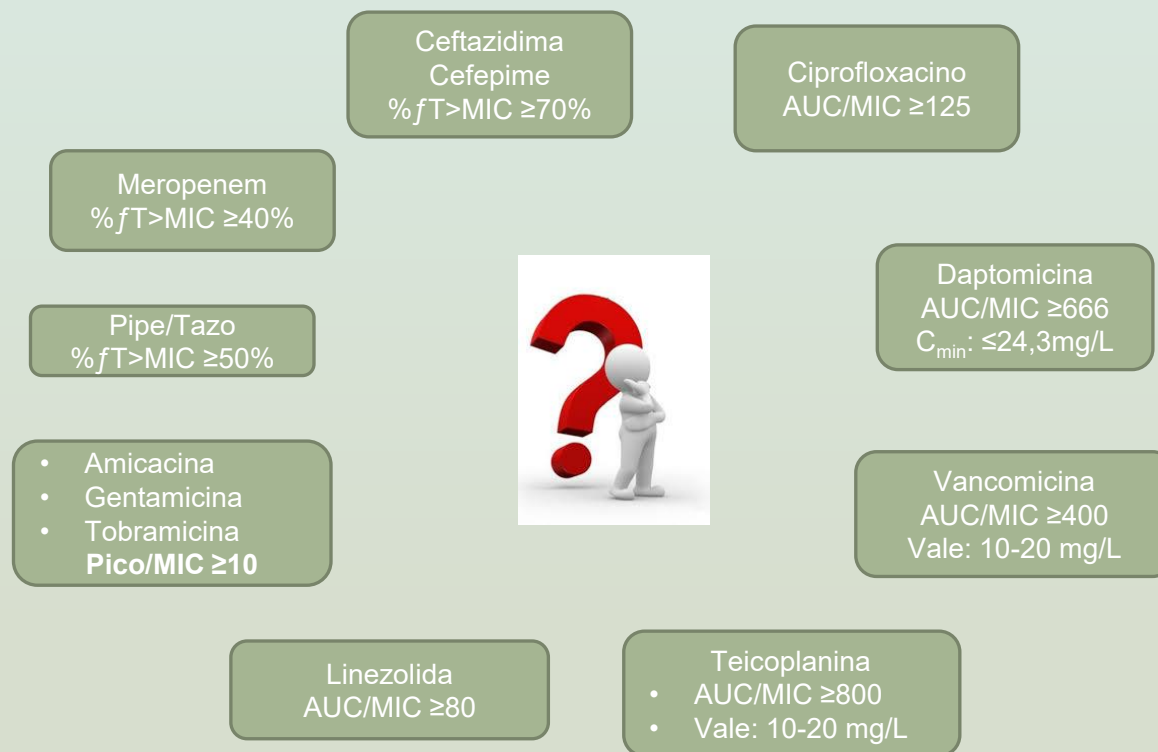 Ceftazidima
Cefepime
%ƒT>MIC ≥70%
Ciprofloxacino
AUC/MIC ≥125
Meropenem
%ƒT>MIC ≥40%
Daptomicina
AUC/MIC ≥666
Cmin: ≤24,3mg/L
Pipe/Tazo
%ƒT>MIC ≥50%
• Amicacina
• Gentamicina
• Tobramicina
Pico/MIC ≥10
Vancomicina
AUC/MIC ≥400
Vale: 10-20 mg/L
Linezolida
AUC/MIC ≥80
Teicoplanina
• AUC/MIC ≥800
• Vale: 10-20 mg/L